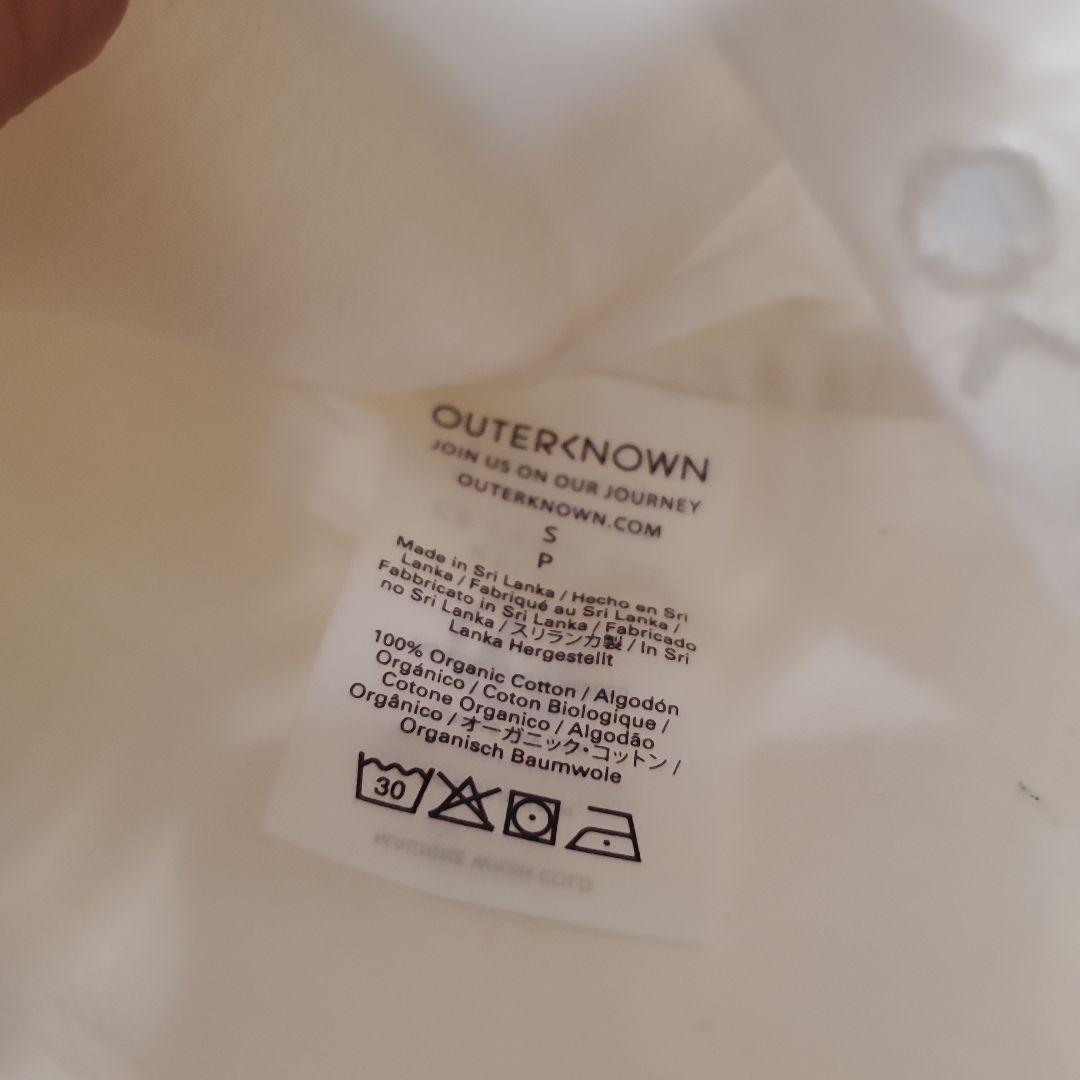 OUTERKNOWN
JOIN US ON OUR JOURNEY
OUTERKNOWN.COM
S
P
Made in Sri Lanka / Hecho en Sri
Lanka / Fabriqué au Sri Lanka /
Fabbricato in Sri Lanka / Fabricado
no Sri Lanka / スリランカ製 / In Sri
Lanka Hergestellt
100% Organic Cotton / Algodón
Orgánico / Coton Biologique /
Cotone Organico / Algodão
Orgânico / オーガニック・コットン /
Organisch Baumwole
30